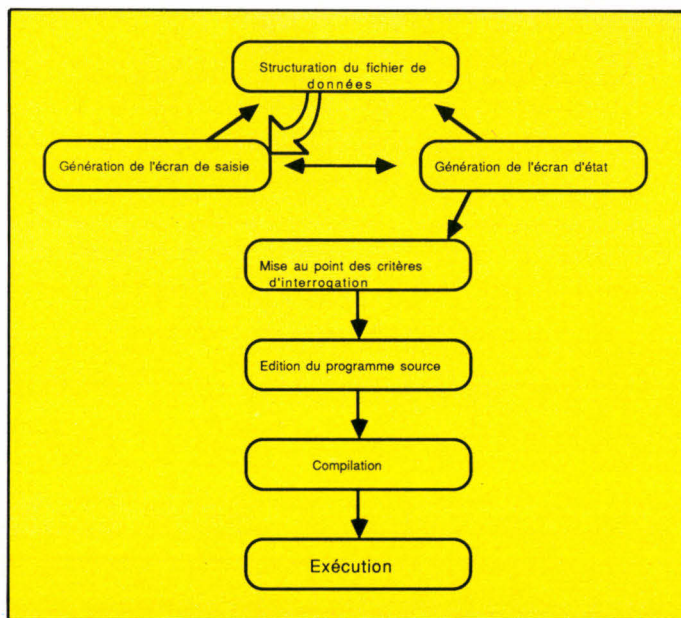 Structuration du fichier de
données
Génération de l'écran de saisie
Génération de l'écran d'état
Mise au point des critères
d'interrogation
Edition du programme source
Compilation
Exécution